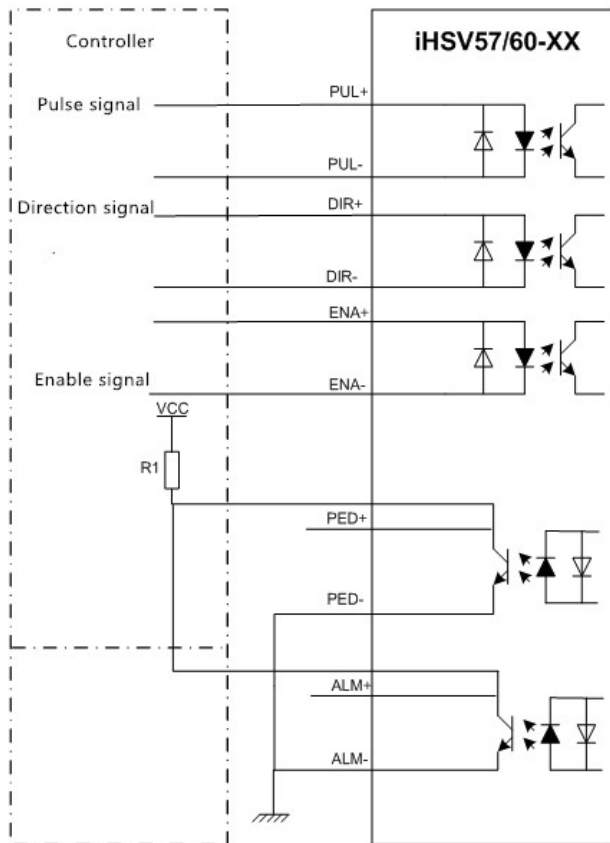 Controller
iHSV57/60-XX
PUL+
Pulse signal
PUL-
Direction signal
DIR+
DIR-
ENA+
Enable signal
ENA-
VCC
R1
PED+
PED-
ALM+
ALM-